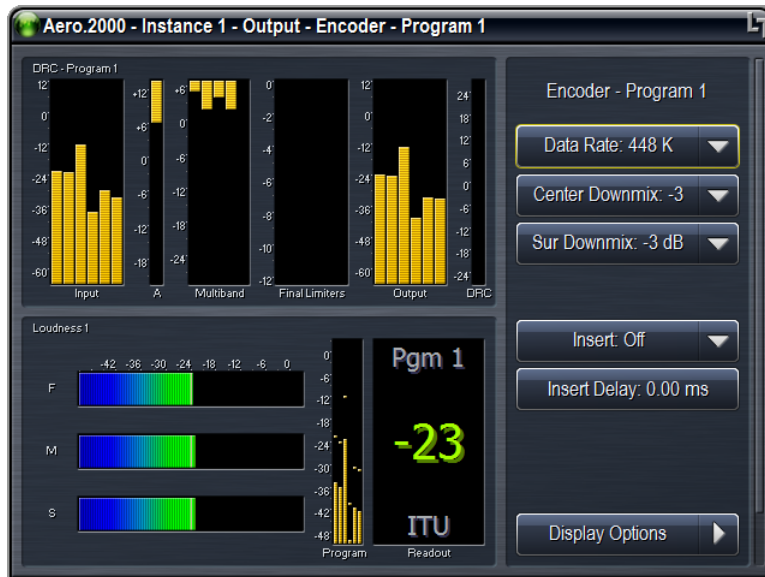 Aero.2000 - Instance 1 - Output - Encoder - Program 1
DRC - Program 1
12
0
-12
-24
-36
-48
-60
Input
+12
+6
0
-6
-12
-18
A
+6
0
-6
-12
-18
-24
Multiband
0
-2
-4
-6
-8
-10
-12
Final Limiters
12
0
-12
-24
-36
-48
-60
Output
24
18
12
6
0
-6
-12
-18
-24
DRC
Encoder - Program 1
Data Rate: 448 K
Center Downmix: -3
Sur Downmix: -3 dB
Insert: Off
Insert Delay: 0.00 ms
Display Options
Loudness 1
-42 -36 -30 -24 -18 -12 -6 0
F
M
S
0
-6
-12
-18
-24
-30
-36
-42
-48
Program
Pgm 1
-23
ITU
Readout